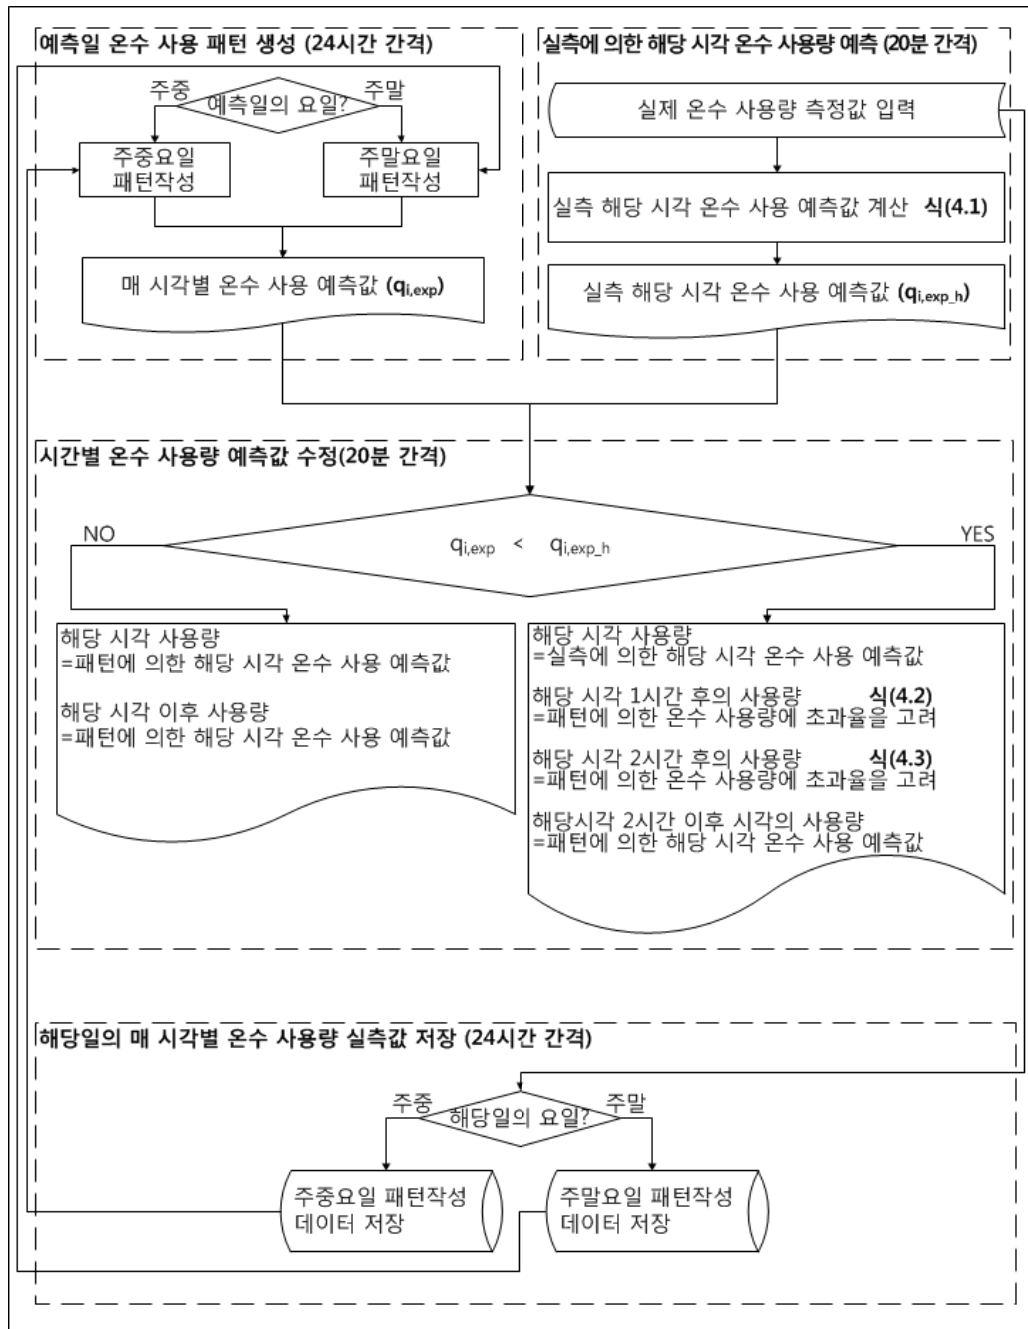 예측일 온수 사용 패턴 생성 (24시간 간격)
주중
예측일의 요일?
주말
주중요일
패턴작성
주말요일
패턴작성
매 시각별 온수 사용 예측값 (qi,exp)
실측에 의한 해당 시각 온수 사용량 예측 (20분 간격)
실제 온수 사용량 측정값 입력
실측 해당 시각 온수 사용 예측값 계산 식(4.1)
실측 해당 시각 온수 사용 예측값 (qi,exp_h)
시간별 온수 사용량 예측값 수정(20분 간격)
NO
qi,exp < qi,exp_h
YES
해당 시각 사용량
=패턴에 의한 해당 시각 온수 사용 예측값
해당 시각 이후 사용량
=패턴에 의한 해당 시각 온수 사용 예측값
해당 시각 사용량
=실측에 의한 해당 시각 온수 사용 예측값
해당 시각 1시간 후의 사용량 식(4.2)
=패턴에 의한 온수 사용량에 초과율을 고려
해당 시각 2시간 후의 사용량 식(4.3)
=패턴에 의한 온수 사용량에 초과율을 고려
해당시각 2시간 이후 시각의 사용량
=패턴에 의한 해당 시각 온수 사용 예측값
해당일의 매 시각별 온수 사용량 실측값 저장 (24시간 간격)
주중
해당일의 요일?
주말
주중요일 패턴작성
데이터 저장
주말요일 패턴작성
데이터 저장